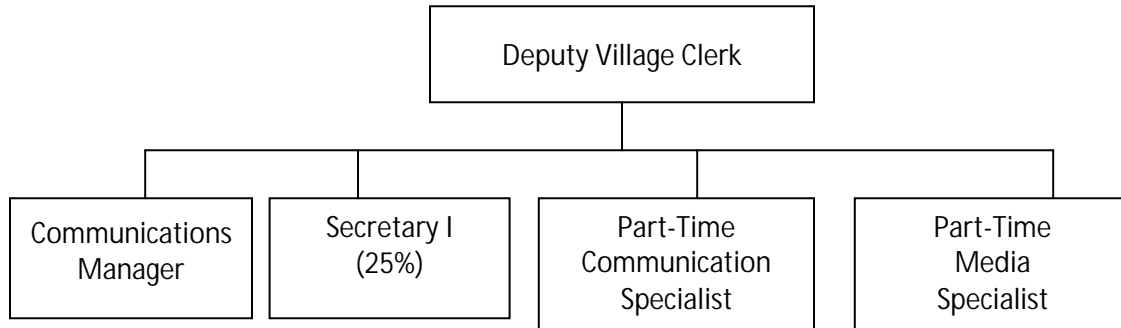 Deputy Village Clerk
Communications
Manager
Secretary I
(25%)
Part-Time
Communication
Specialist
Part-Time
Media
Specialist